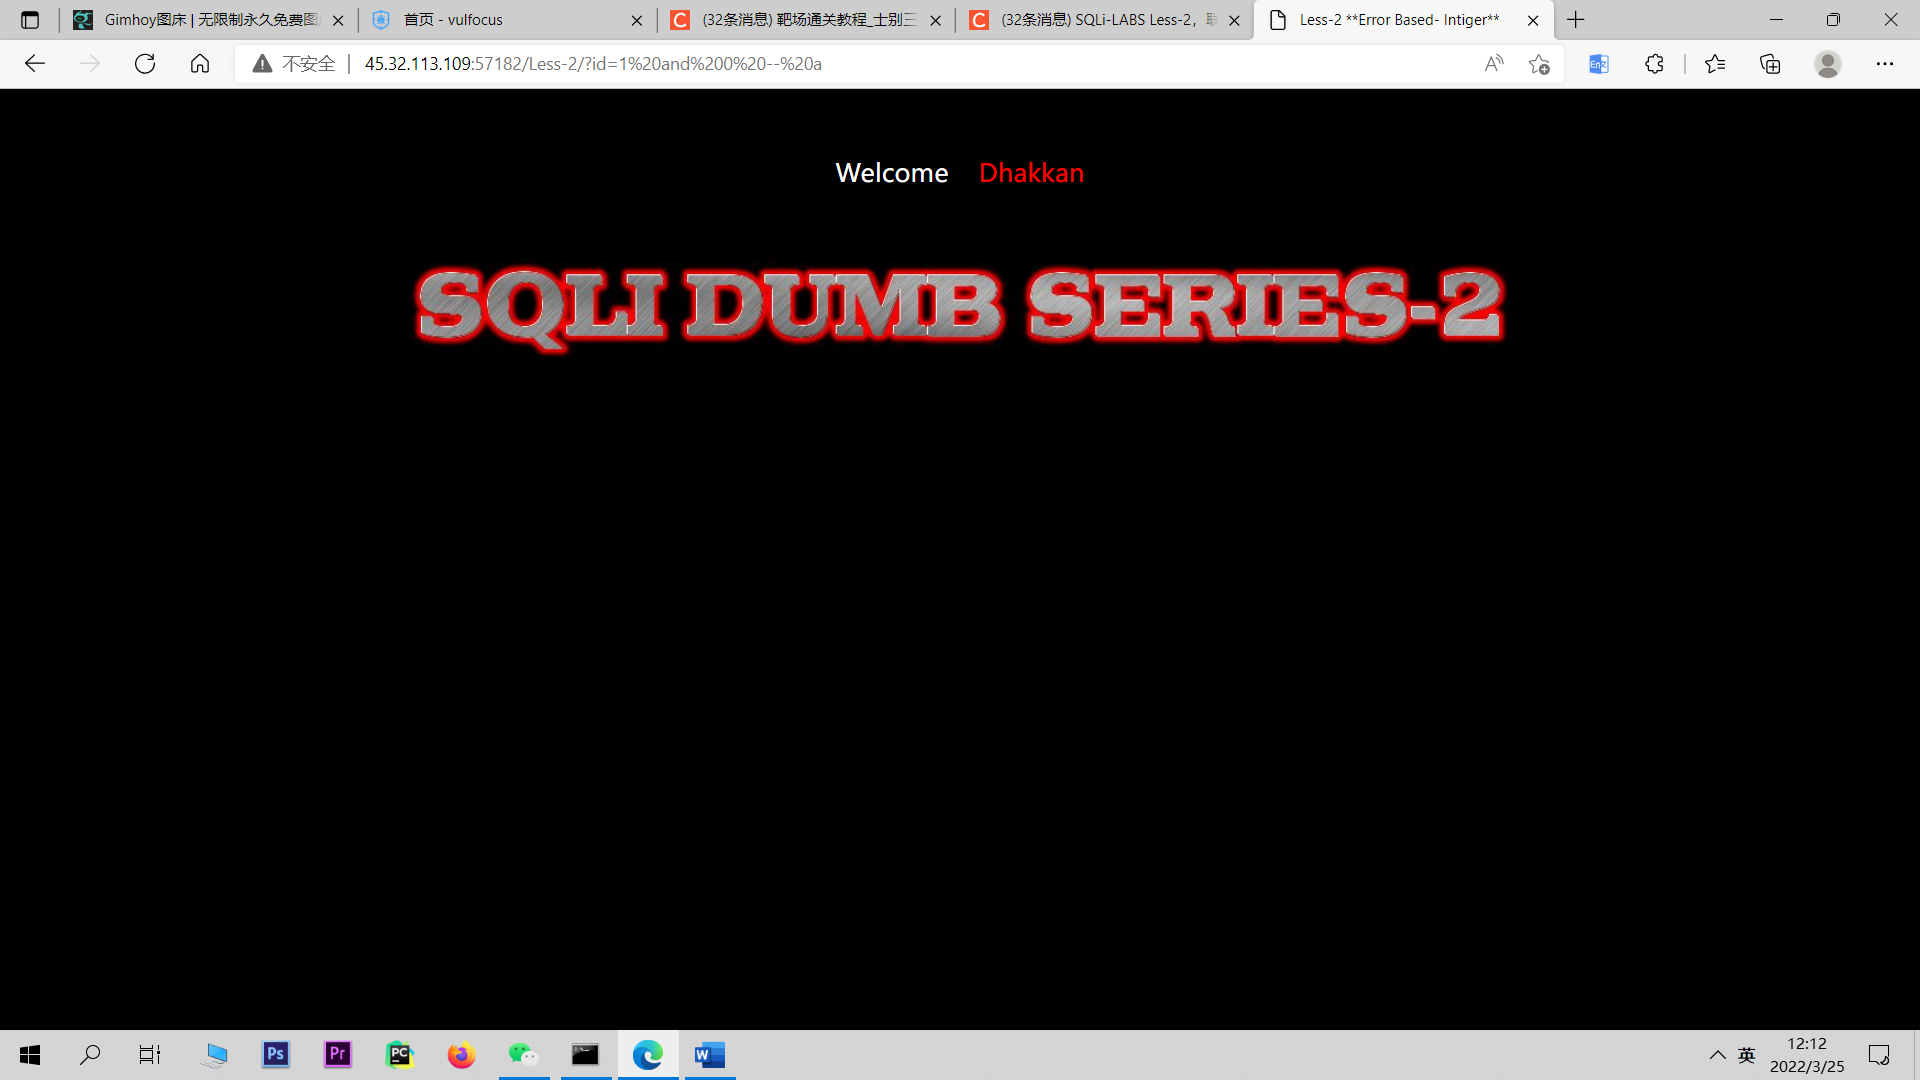 Gimhoy图床 | 无限制永久免费图
首页 - vulfocus
(32条消息) 靶场通关教程_士别三
(32条消息) SQLi-LABS Less-2,
Less-2 **Error Based- Intiger**
不安全
45.32.113.109:57182/Less-2/?id=1%20and%200%20--%20a
Welcome Dhakkan
SQLI DUMB SERIES-2
Ps
Pr
PC
W
英
12:12
2022/3/25